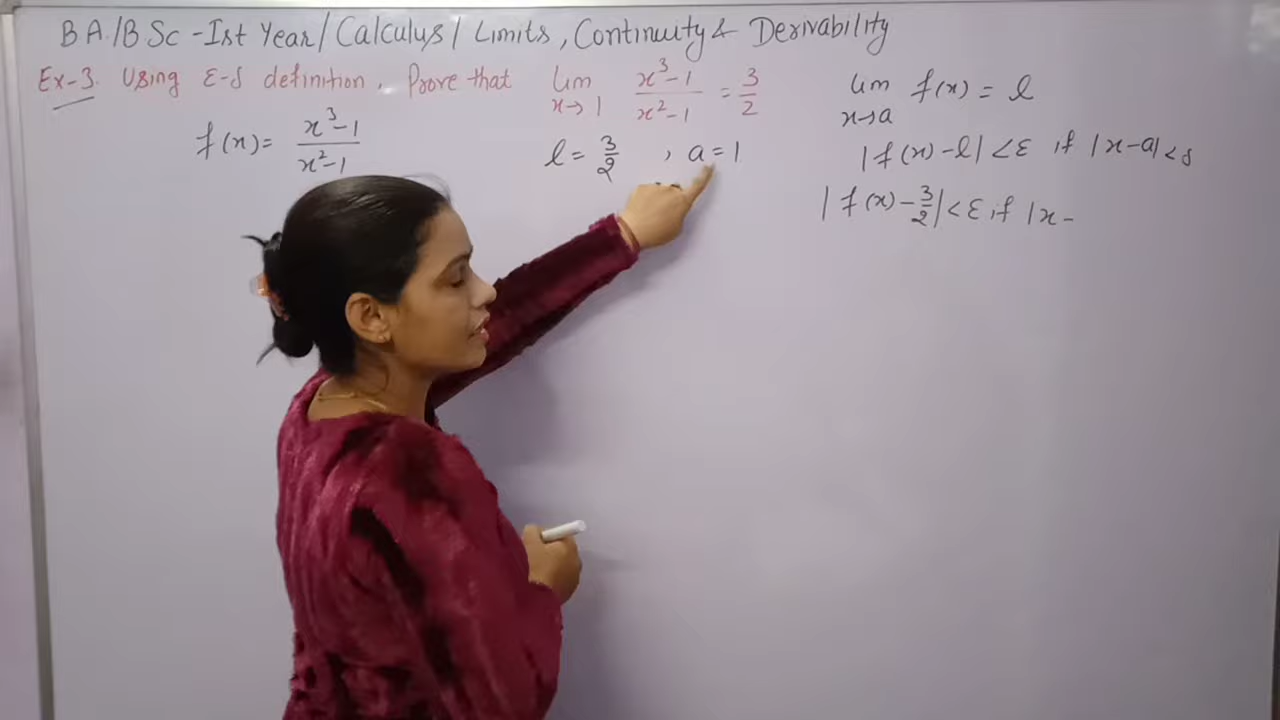 BA./B Sc - Ist Year/ Calculus/ Limits, Continuity & Derivability
Ex-3. Using ε-δ definition, Prove that lim x→1 x³-1/x²-1 = 3/2
f(x) = x³-1/x²-1
l = 3/2 , a = 1
lim x→a f(x) = l
|f(x) - l| < ε if |x-a| < δ
|f(x) - 3/2| < ε if |x -